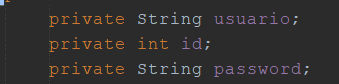 private String usuario;
private int id;
private String password;